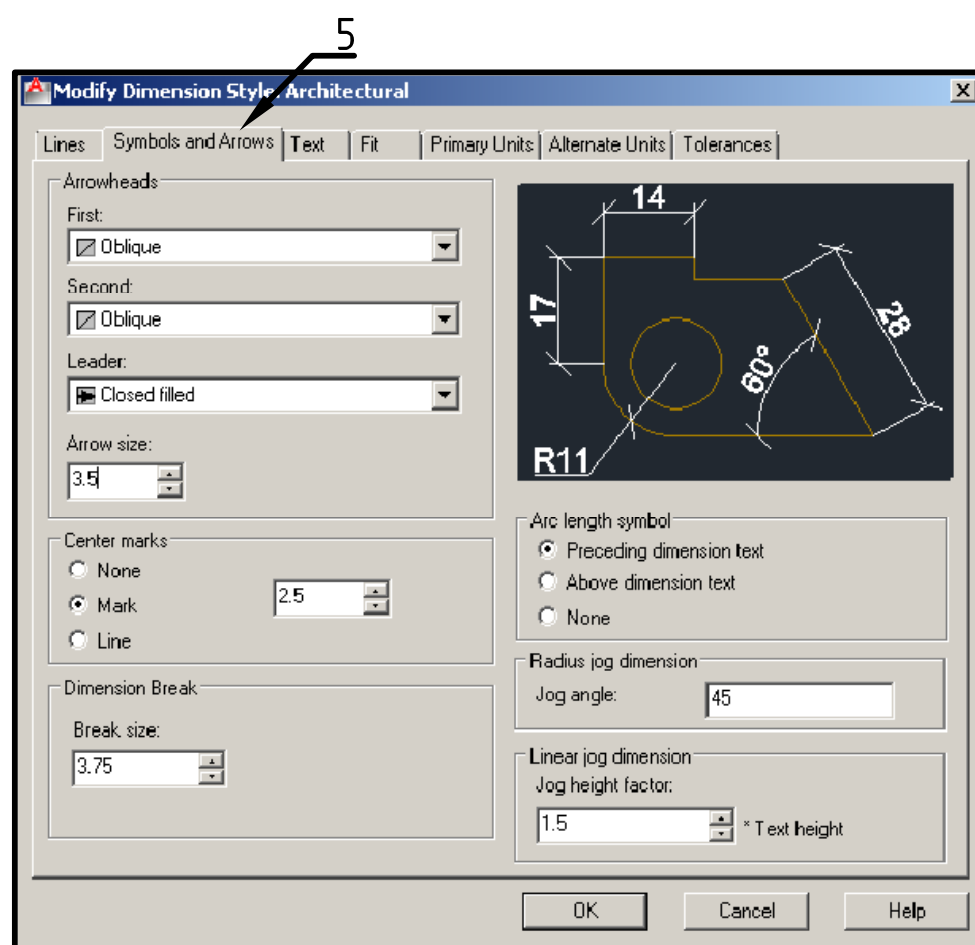 5
Modify Dimension Style: Architectural
Lines Symbols and Arrows Text Fit Primary Units Alternate Units Tolerances
Arrowheads
First:
Oblique
Second:
Oblique
Leader:
Closed filled
Arrow size:
3.5
14
17
28
60°
R11
Center marks
None
Mark
2.5
Line
Arc length symbol
Preceding dimension text
Above dimension text
None
Dimension Break
Break size:
3.75
Radius jog dimension
Jog angle: 45
Linear jog dimension
Jog height factor:
1.5 * Text height
OK Cancel Help